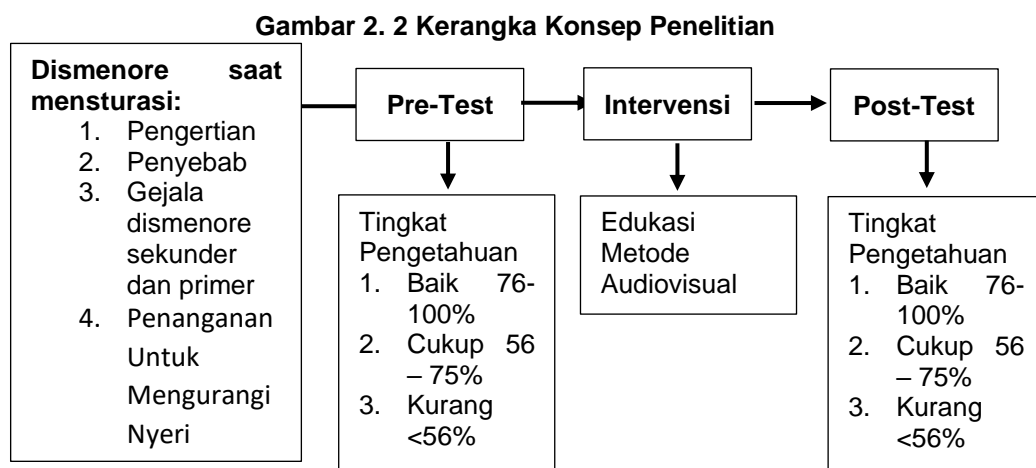 Gambar 2. 2 Kerangka Konsep Penelitian
Dismenore saat
mensturasi:
1. Pengertian
2. Penyebab
3. Gejala
dismenore
sekunder
dan primer
4. Penanganan
Untuk
Mengurangi
Nyeri
Pre-Test
Intervensi
Post-Test
Tingkat
Pengetahuan
1. Baik 76-
100%
2. Cukup 56
– 75%
3. Kurang
<56%
Edukasi
Metode
Audiovisual
Tingkat
Pengetahuan
1. Baik 76-
100%
2. Cukup 56
– 75%
3. Kurang
<56%